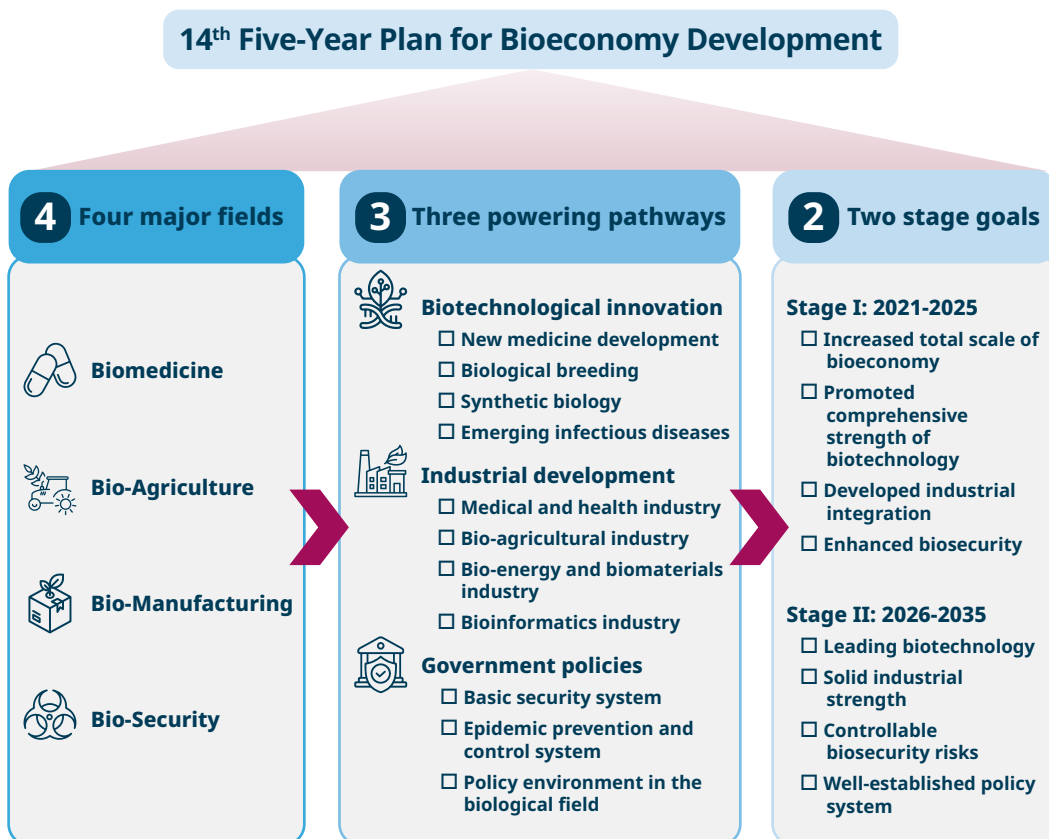 14th Five-Year Plan for Bioeconomy Development
4 Four major fields
Biomedicine
Bio-Agriculture
Bio-Manufacturing
Bio-Security
3 Three powering pathways
Biotechnological innovation
☐ New medicine development
☐ Biological breeding
☐ Synthetic biology
☐ Emerging infectious diseases
Industrial development
☐ Medical and health industry
☐ Bio-agricultural industry
☐ Bio-energy and biomaterials
industry
☐ Bioinformatics industry
Government policies
☐ Basic security system
☐ Epidemic prevention and
control system
☐ Policy environment in the
biological field
2 Two stage goals
Stage I: 2021-2025
☐ Increased total scale of
bioeconomy
☐ Promoted
comprehensive
strength of
biotechnology
☐ Developed industrial
integration
☐ Enhanced biosecurity
Stage II: 2026-2035
☐ Leading biotechnology
☐ Solid industrial
strength
☐ Controllable
biosecurity risks
☐ Well-established policy
system